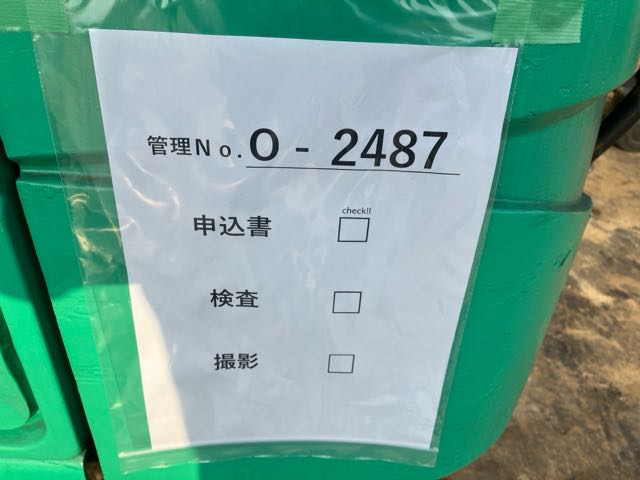 管理No. O - 2487
check!!
申込書 □
検査 □
撮影 □